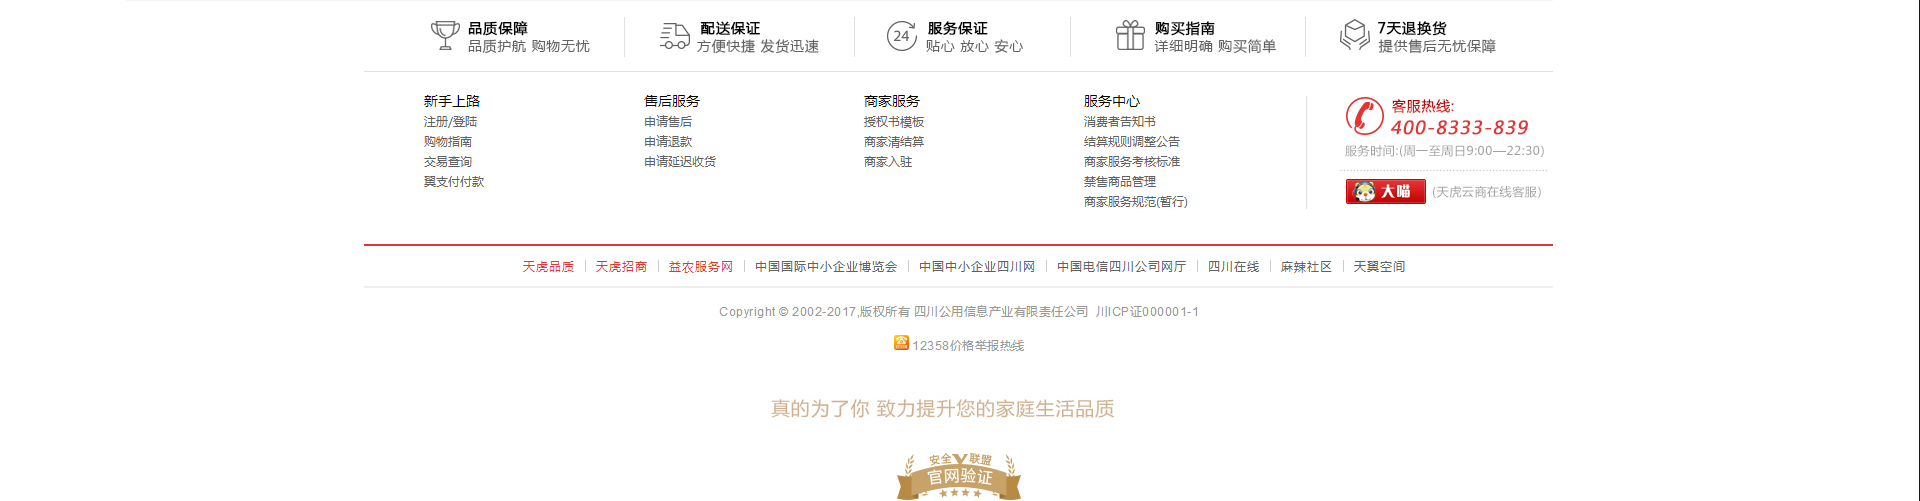 品质保障
品质护航 购物无忧
配送保证
方便快捷 发货迅速
24
服务保证
贴心 放心 安心
购买指南
详细明确 购买简单
7天退换货
提供售后无忧保障
新手上路
注册/登陆
购物指南
交易查询
翼支付付款
售后服务
申请售后
申请退款
申请延迟收货
商家服务
授权书模板
商家清结算
商家入驻
服务中心
消费者告知书
结算规则调整公告
商家服务考核标准
禁售商品管理
商家服务规范(暂行)
客服热线:
400-8333-839
服务时间:(周一至周日9:00—22:30)
大喵 (天虎云商在线客服)
天虎品质 天虎招商 益农服务网 中国国际中小企业博览会 中国中小企业四川网 中国电信四川公司网厅 四川在线 麻辣社区 天翼空间
Copyright © 2002-2017,版权所有 四川公用信息产业有限责任公司 川ICP证000001-1
12358价格举报热线
真的为了你 致力提升您的家庭生活品质
安全 联盟
官网验证